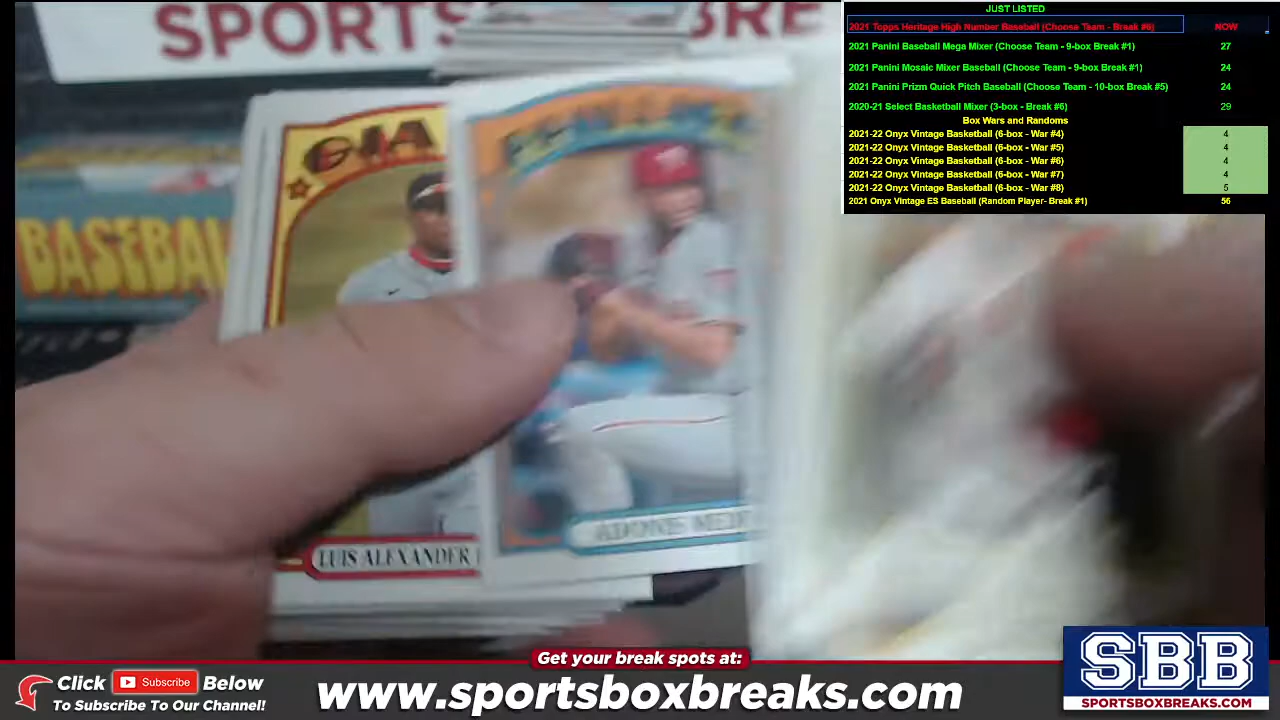 SPORTS
BRE
JUST LISTED
2021 Topps Heritage High Number Baseball (Choose Team - Break #6) NOW
2021 Panini Baseball Mega Mixer (Choose Team - 9-box Break #1) 27
2021 Panini Mosaic Mixer Baseball (Choose Team - 9-box Break #1) 24
2021 Panini Prizm Quick Pitch Baseball (Choose Team - 10-box Break #5) 24
2020-21 Select Basketball Mixer (3-box - Break #6) 29
Box Wars and Randoms
2021-22 Onyx Vintage Basketball (6-box - War #4) 4
2021-22 Onyx Vintage Basketball (6-box - War #5) 4
2021-22 Onyx Vintage Basketball (6-box - War #6) 4
2021-22 Onyx Vintage Basketball (6-box - War #7) 4
2021-22 Onyx Vintage Basketball (6-box - War #8) 5
2021 Onyx Vintage ES Baseball (Random Player- Break #1) 56
GIA
BASEBAL
LUIS ALEXANDER
ADONIS MED
Get your break spots at:
Click Subscribe Below
To Subscribe To Our Channel!
www.sportsboxbreaks.com
SBB
SPORTSBOXBREAKS.COM